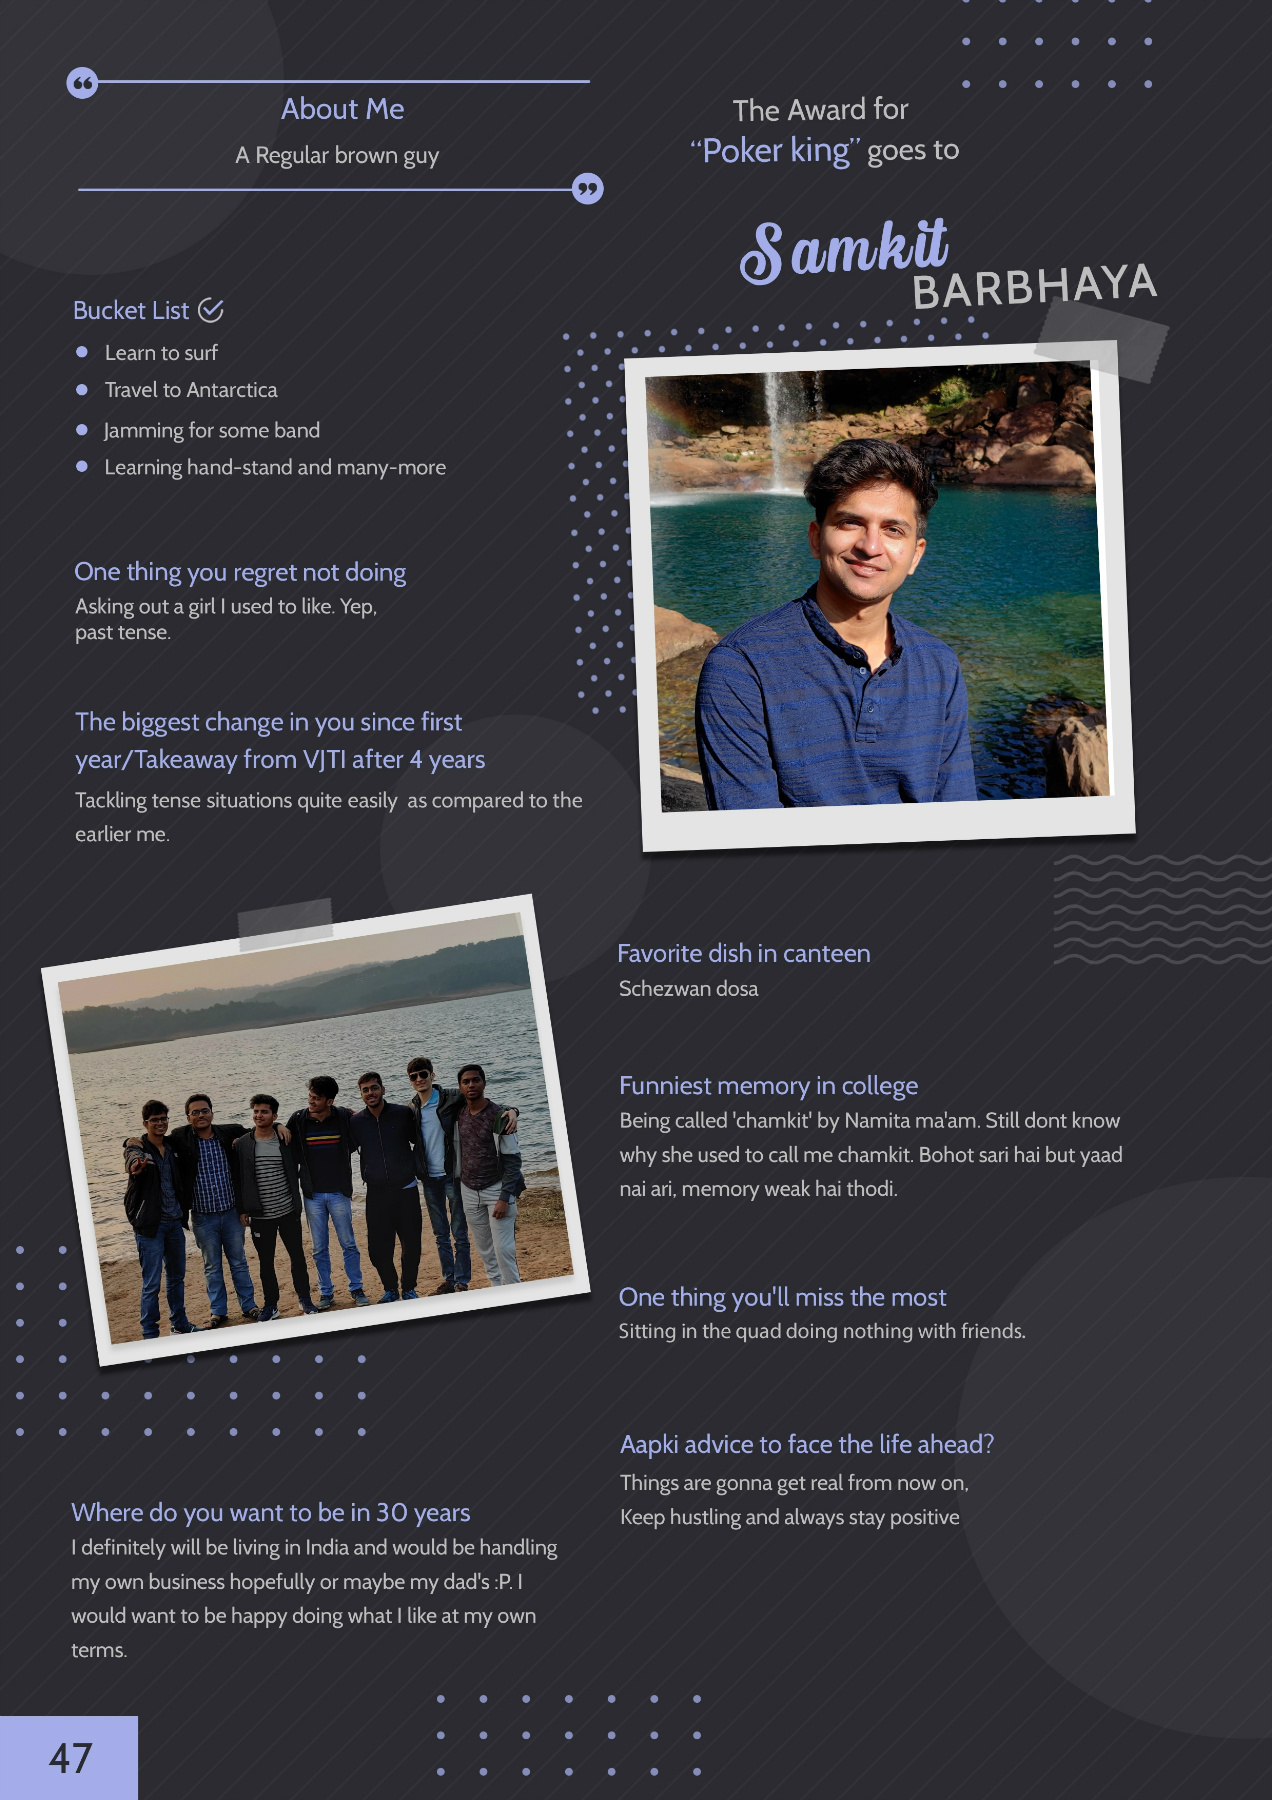 About Me
A Regular brown guy
The Award for
“Poker king” goes to
Samkit
BARBHAYA
Bucket List
Learn to surf
Travel to Antarctica
Jamming for some band
Learning hand-stand and many-more
One thing you regret not doing
Asking out a girl I used to like. Yep,
past tense.
The biggest change in you since first
year/Takeaway from VJTI after 4 years
Tackling tense situations quite easily  as compared to the
earlier me.
Favorite dish in canteen
Schezwan dosa
Funniest memory in college
Being called 'chamkit' by Namita ma'am. Still dont know
why she used to call me chamkit. Bohot sari hai but yaad
nai ari, memory weak hai thodi.
One thing you'll miss the most
Sitting in the quad doing nothing with friends.
Aapki advice to face the life ahead?
Things are gonna get real from now on,
Keep hustling and always stay positive
Where do you want to be in 30 years
I definitely will be living in India and would be handling
my own business hopefully or maybe my dad's :P. I
would want to be happy doing what I like at my own
terms.
47